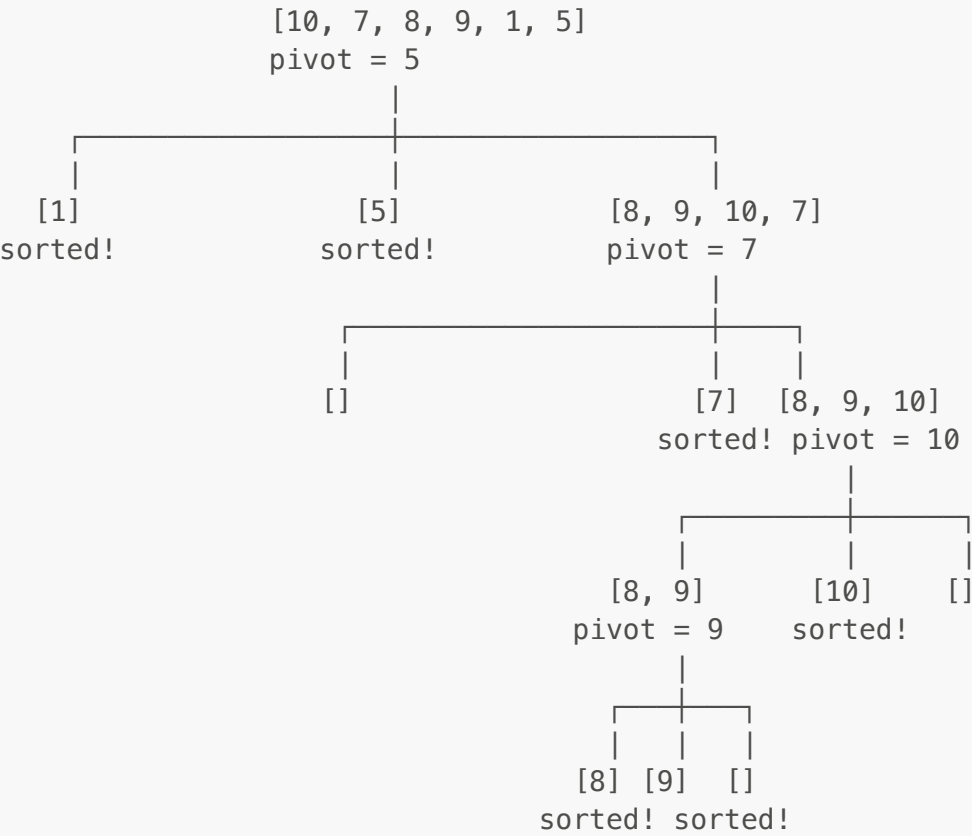 [10, 7, 8, 9, 1, 5]
pivot = 5
[1] [5] [8, 9, 10, 7]
sorted! sorted! pivot = 7
[] [7] [8, 9, 10]
sorted! pivot = 10
[8, 9] [10] []
pivot = 9 sorted!
[8] [9] []
sorted! sorted!